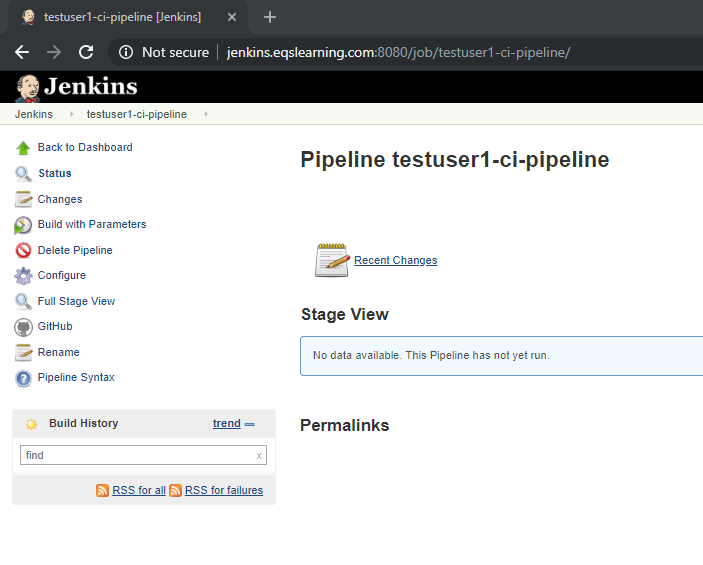 testuser1-ci-pipeline [Jenkins]
Not secure jenkins.eqslearning.com:8080/job/testuser1-ci-pipeline/
Jenkins
Jenkins testuser1-ci-pipeline
Back to Dashboard
Status
Changes
Build with Parameters
Delete Pipeline
Configure
Full Stage View
GitHub
Rename
Pipeline Syntax
Build History trend
find x
RSS for all RSS for failures
Pipeline testuser1-ci-pipeline
Recent Changes
Stage View
No data available. This Pipeline has not yet run.
Permalinks